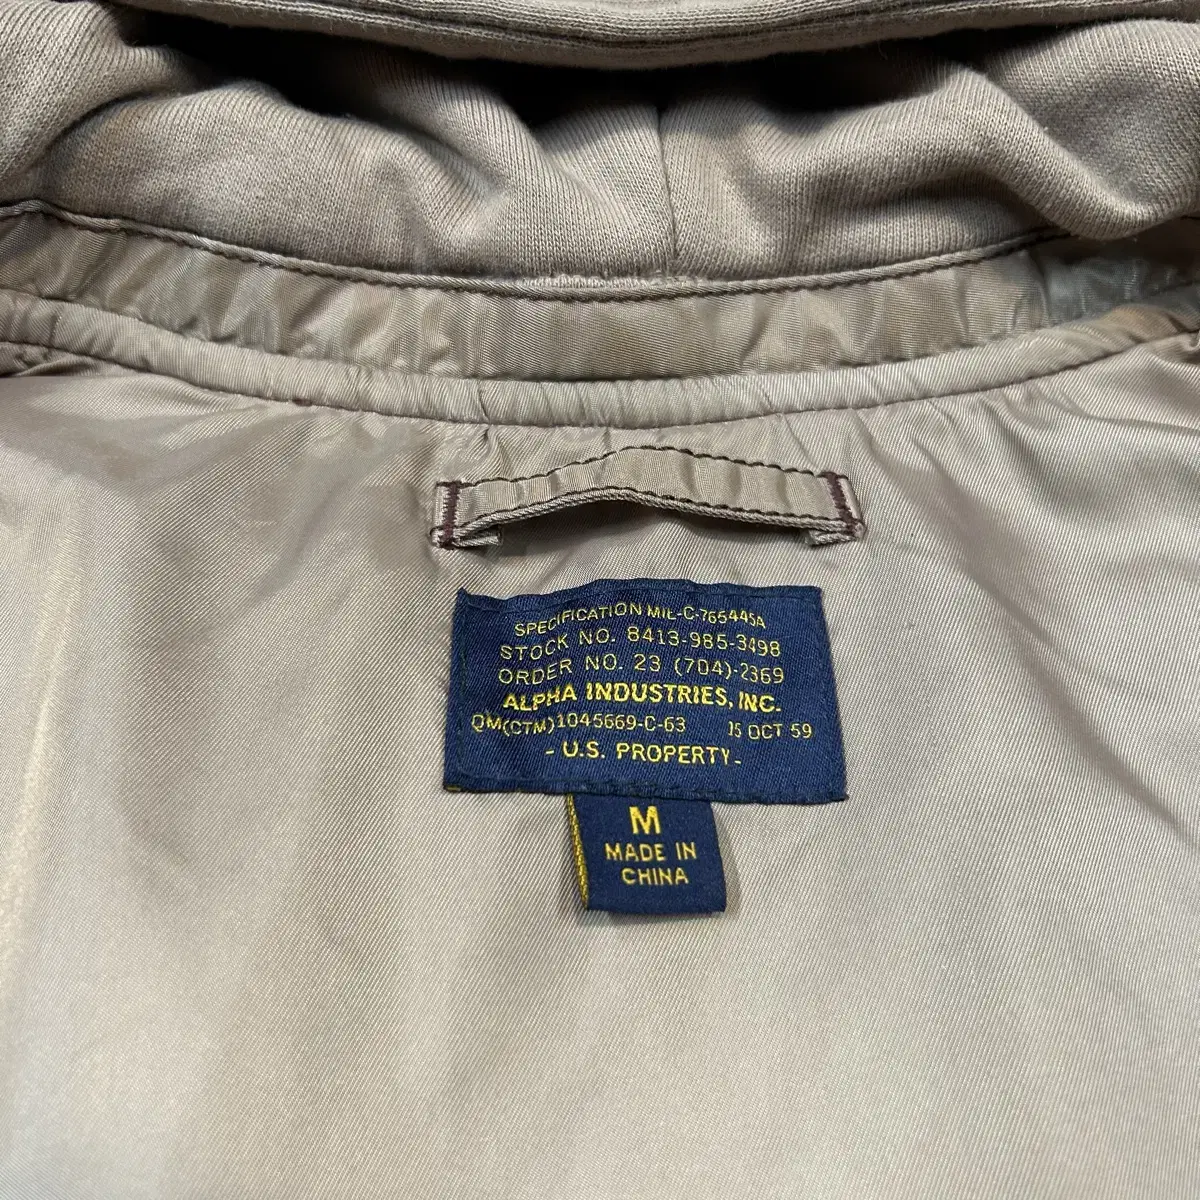 SPECIFICATION MIL-C-765445A
STOCK NO. 8413-985-3498
ORDER NO. 23 (704)-2369
ALPHA INDUSTRIES, INC.
QM(CTM)1045669-C-63 15 OCT 59
- U.S. PROPERTY -
M
MADE IN
CHINA